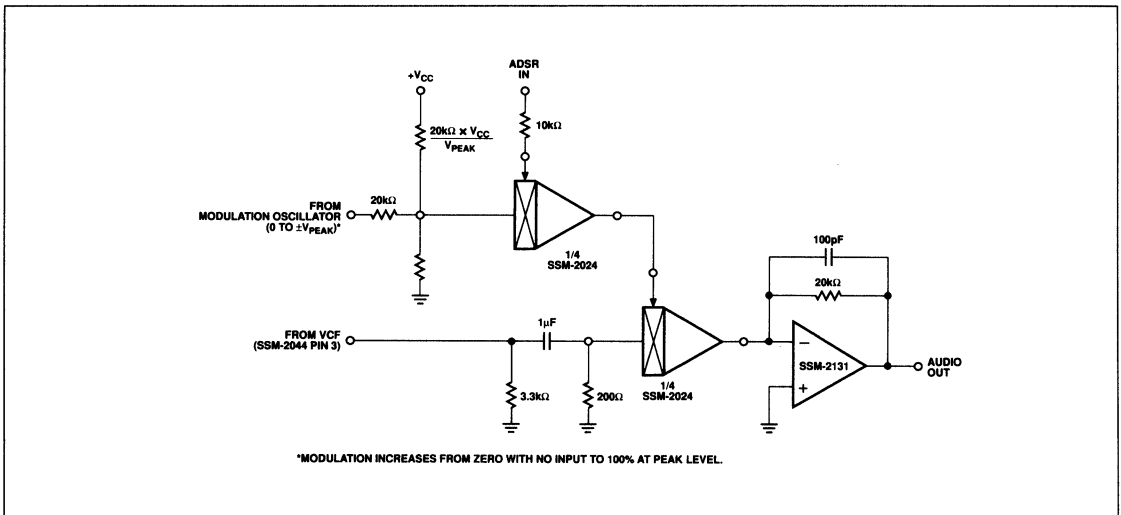 +VCC
ADSR
IN
20kΩ × VCC
VPEAK
10kΩ
FROM
MODULATION OSCILLATOR
(0 TO ±VPEAK)*
20kΩ
1/4
SSM-2024
100pF
20kΩ
FROM VCF
(SSM-2044 PIN 3)
1μF
3.3kΩ
200Ω
1/4
SSM-2024
−
SSM-2131
+
AUDIO
OUT
*MODULATION INCREASES FROM ZERO WITH NO INPUT TO 100% AT PEAK LEVEL.